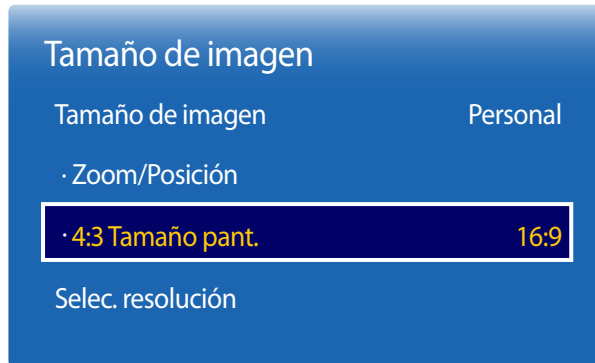 Tamaño de imagen
Tamaño de imagen Personal
· Zoom/Posición
· 4:3 Tamaño pant. 16:9
Selec. resolución